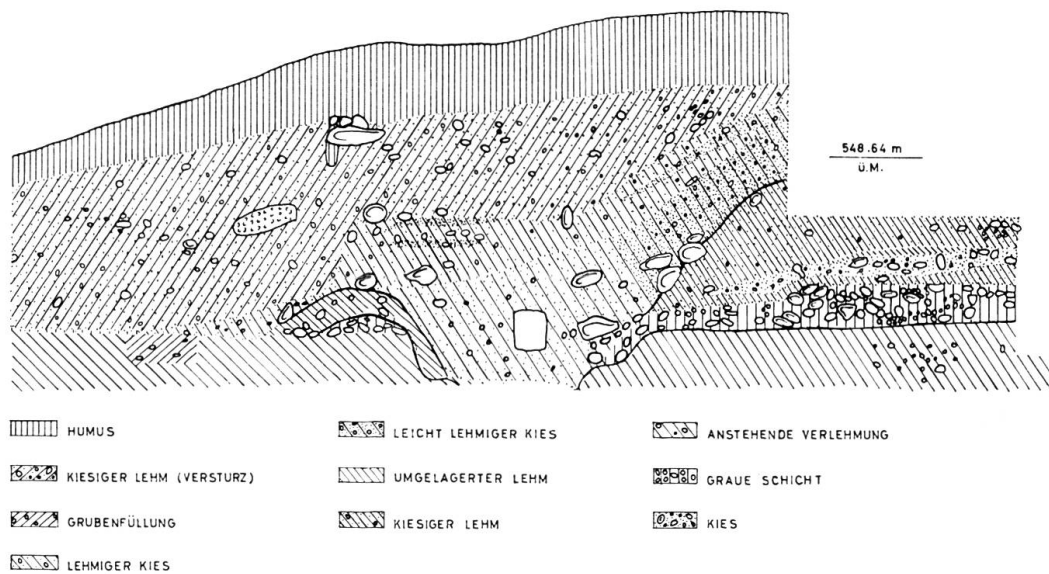 548.64 m
Ü.M.
HUMUS
KIESIGER LEHM (VERSTURZ)
GRUBENFÜLLUNG
LEHMIGER KIES
LEICHT LEHMIGER KIES
UMGELAGERTER LEHM
KIESIGER LEHM
ANSTEHENDE VERLEHMUNG
GRAUE SCHICHT
KIES